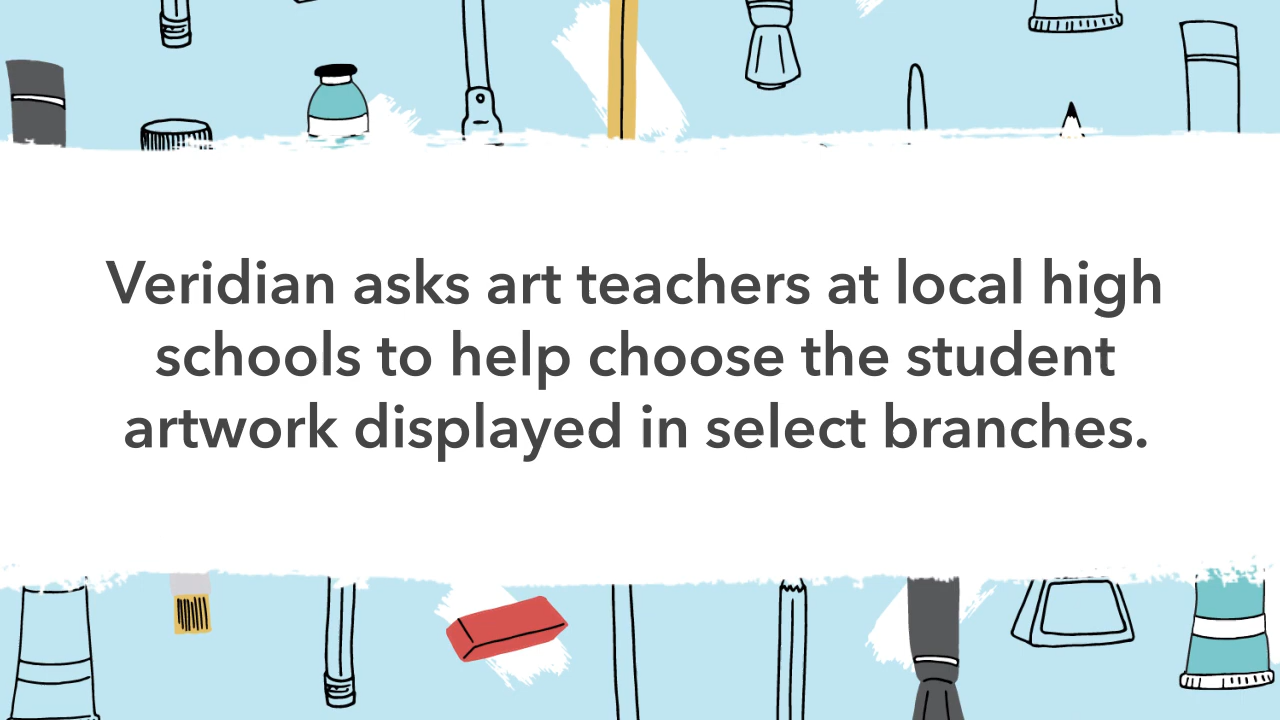 Veridian asks art teachers at local high
schools to help choose the student
artwork displayed in select branches.